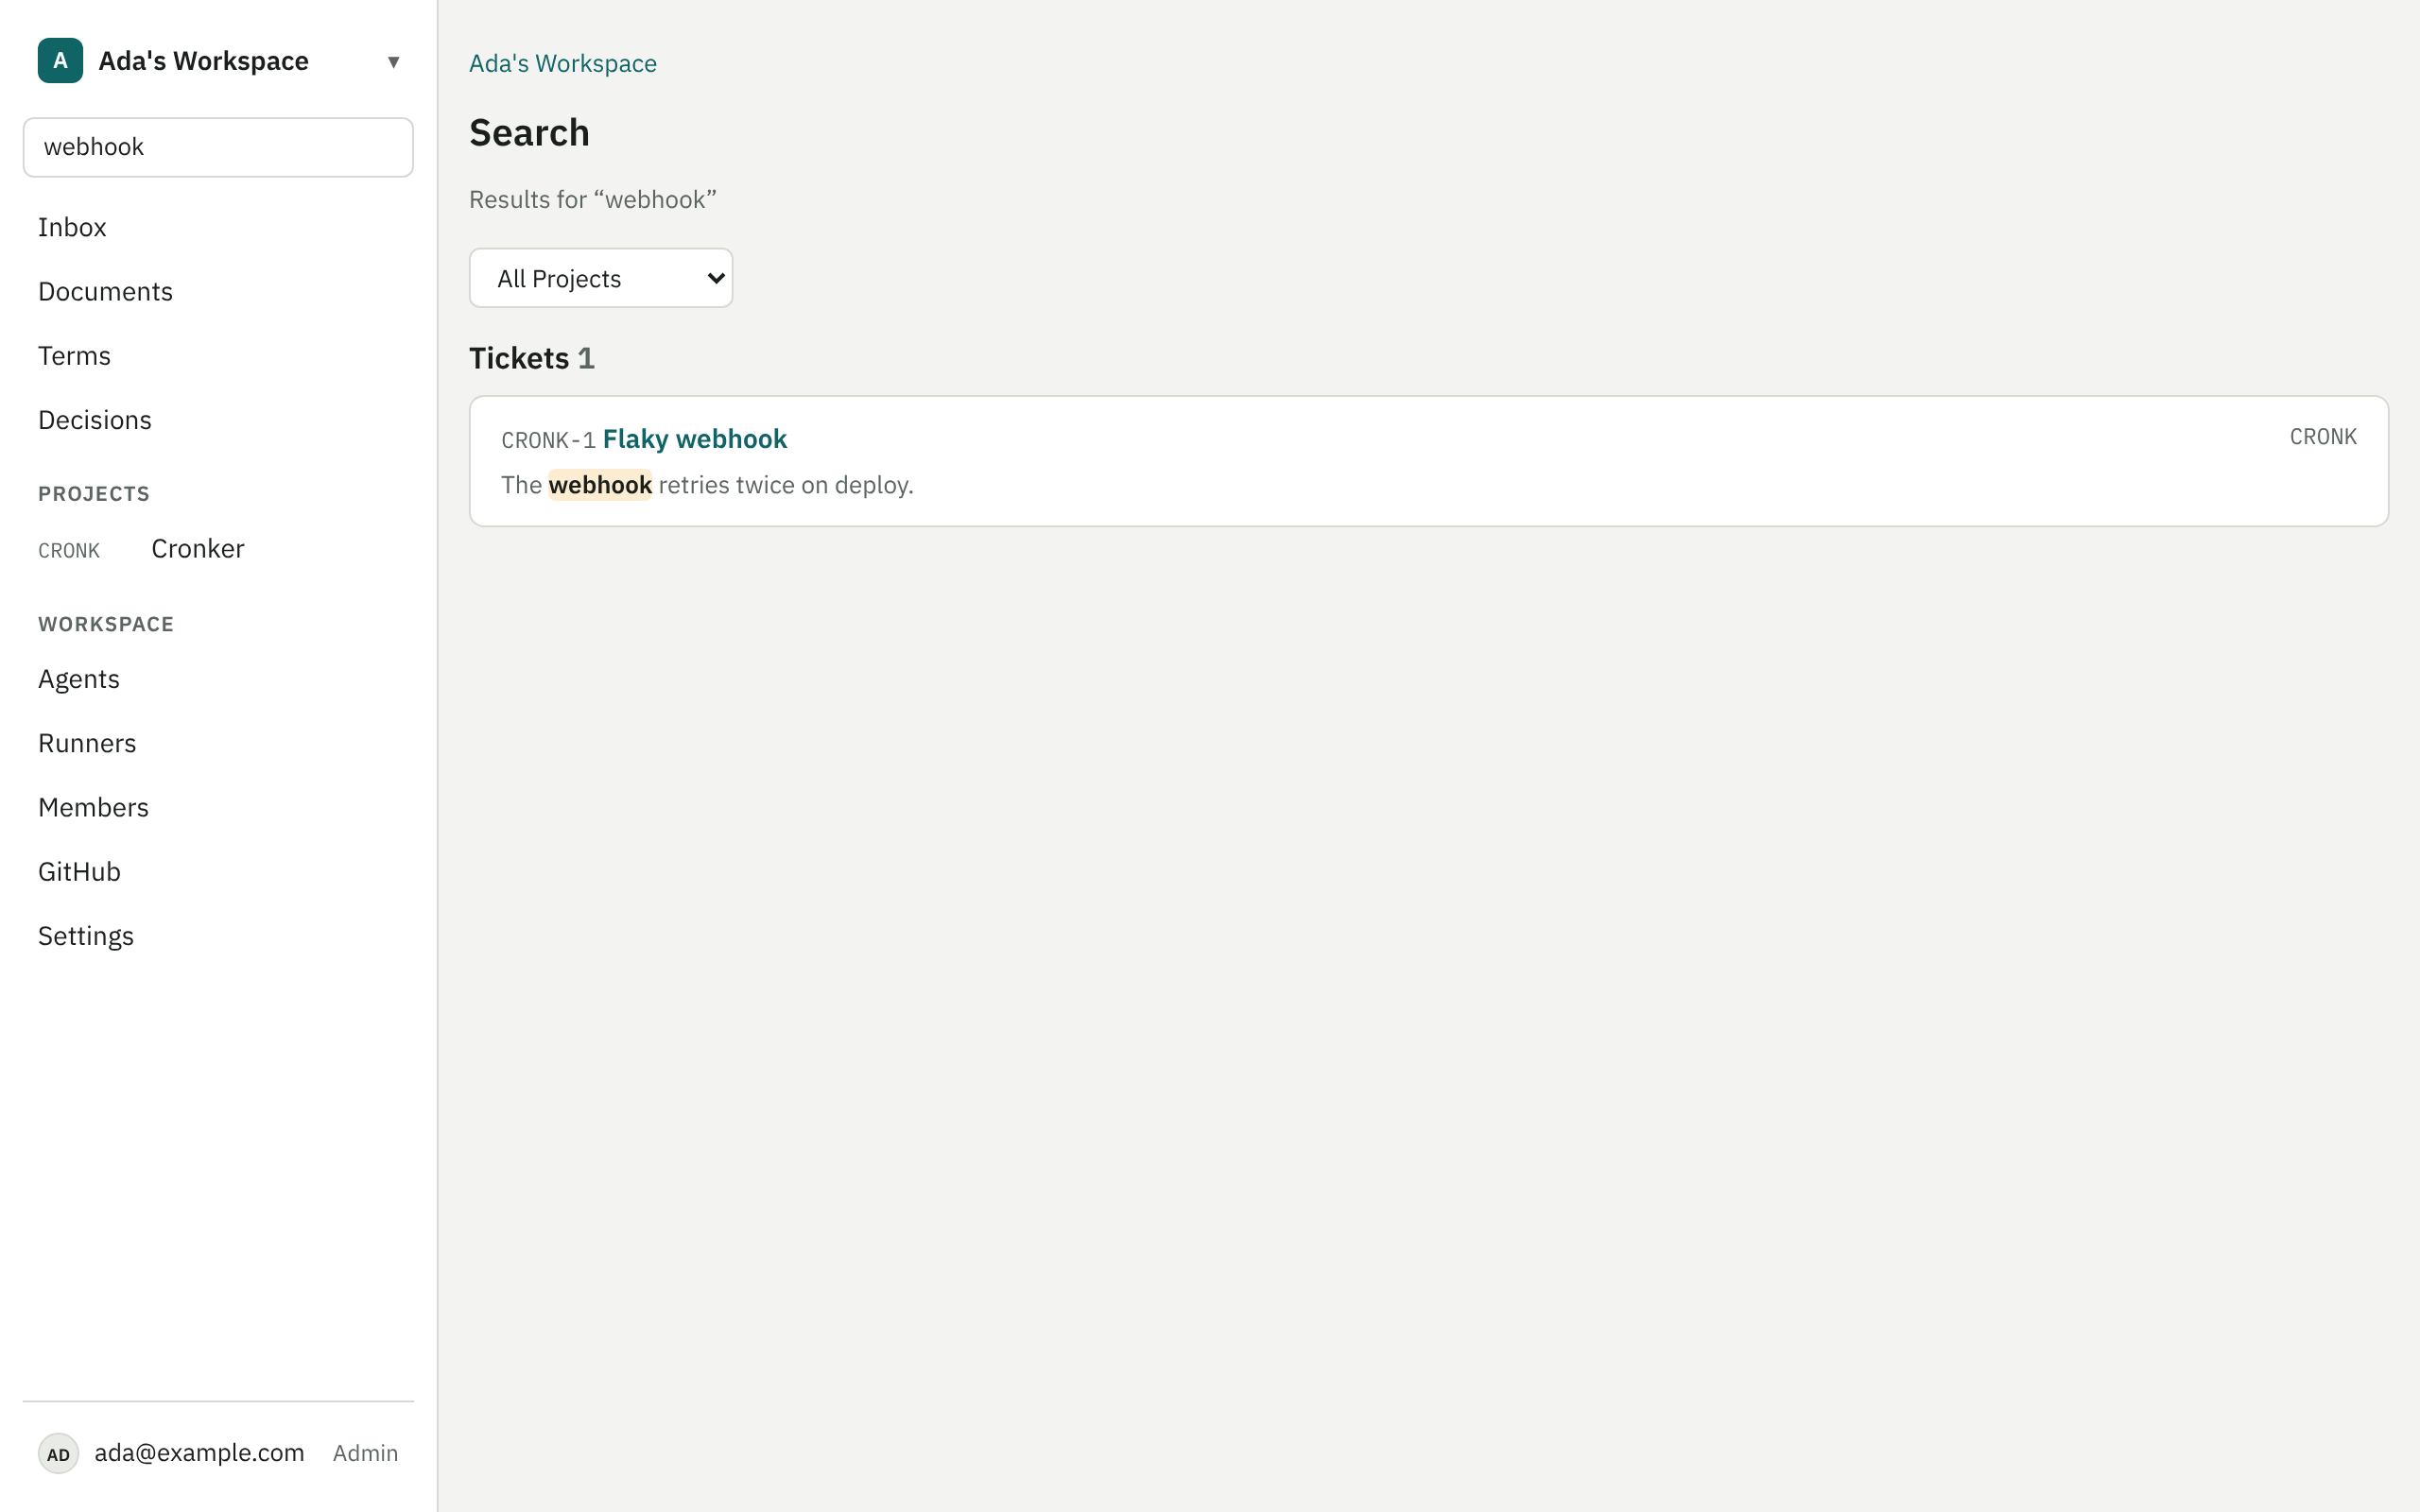 A Ada's Workspace ▼
webhook
Inbox
Documents
Terms
Decisions
PROJECTS
CRONK Cronker
WORKSPACE
Agents
Runners
Members
GitHub
Settings
AD ada@example.com Admin
Ada's Workspace
Search
Results for “webhook”
All Projects
Tickets 1
CRONK-1 Flaky webhook CRONK
The webhook retries twice on deploy.